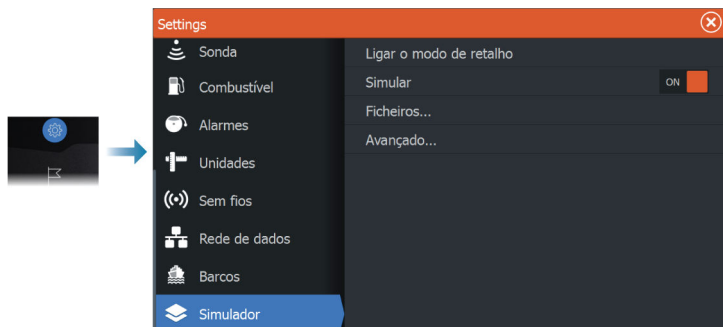 Settings
Sonda
Combustível
Alarmes
Unidades
Sem fios
Rede de dados
Barcos
Simulador
Ligar o modo de retalho
Simular ON
Ficheiros...
Avançado...